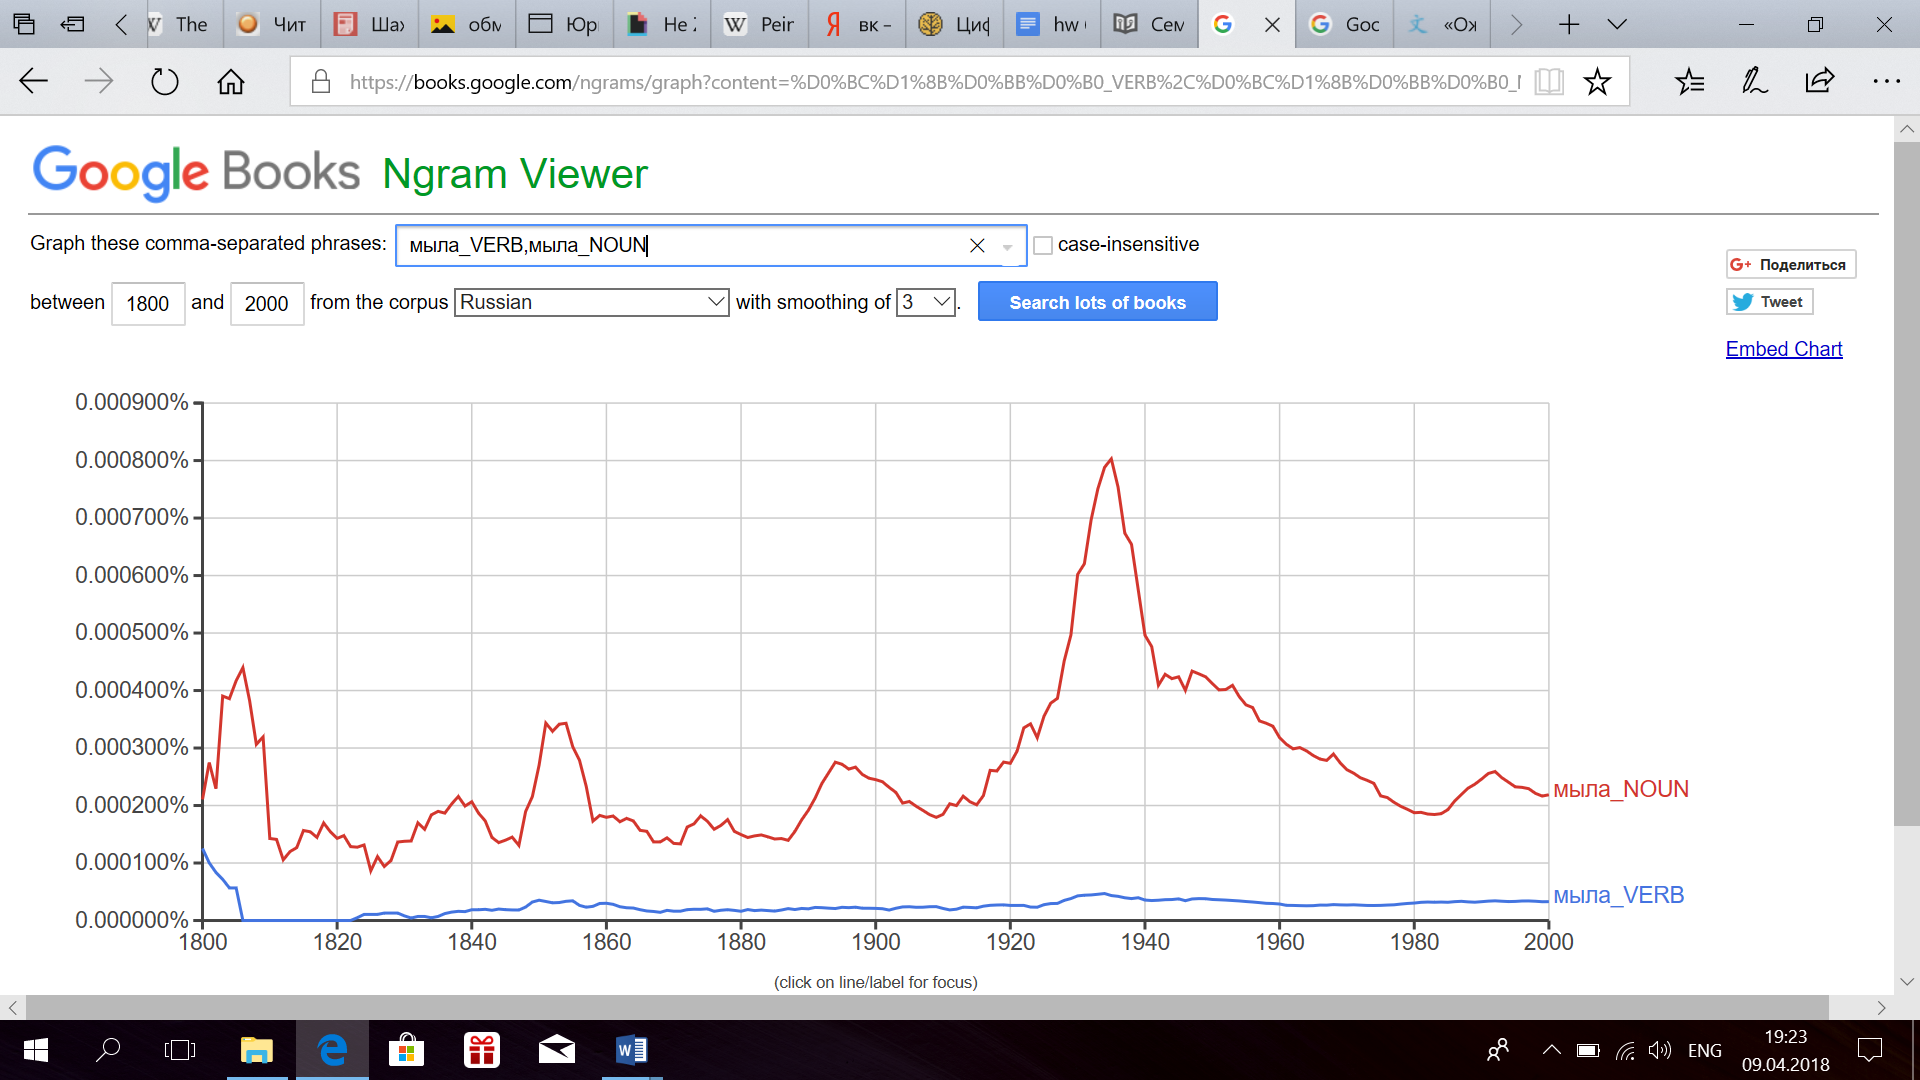 The
Чит
Шах
обм
Юрі
Не
Peir
вк –
Циф
hw
Сем
Goc
«Ож
https://books.google.com/ngrams/graph?content=%D0%BC%D1%8B%D0%BB%D0%B0_VERB%2C%D0%BC%D1%8B%D0%BB%D0%B0_
Google Books Ngram Viewer
Graph these comma-separated phrases: мыла_VERB,мыла_NOUN case-insensitive
between 1800 and 2000 from the corpus Russian with smoothing of 3 . Search lots of books
G+ Поделиться
Tweet
Embed Chart
0.000900%
0.000800%
0.000700%
0.000600%
0.000500%
0.000400%
0.000300%
0.000200%
0.000100%
0.000000%
мыла_NOUN
мыла_VERB
1800 1820 1840 1860 1880 1900 1920 1940 1960 1980 2000
(click on line/label for focus)
ENG
19:23
09.04.2018